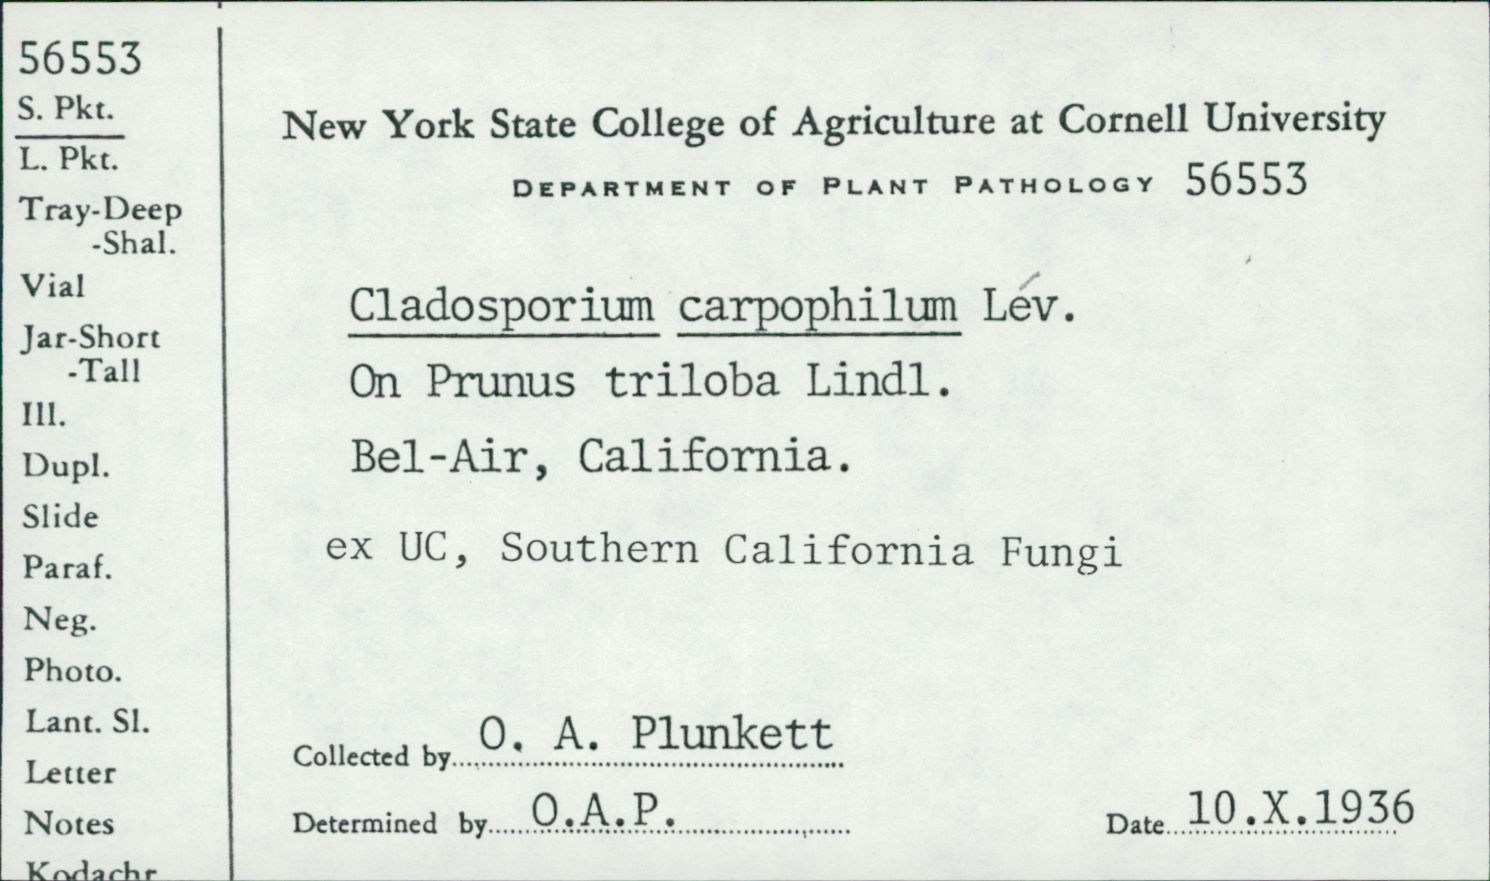 56553
S. Pkt.
L. Pkt.
Tray-Deep
-Shal.
Vial
Jar-Short
-Tall
Ill.
Dupl.
Slide
Paraf.
Neg.
Photo.
Lant. Sl.
Letter
Notes
Kodachr
New York State College of Agriculture at Cornell University
DEPARTMENT OF PLANT PATHOLOGY 56553
Cladosporium carpophilum Lév.
On Prunus triloba Lindl.
Bel-Air, California.
ex UC, Southern California Fungi
Collected by O. A. Plunkett
Determined by O.A.P.
Date 10.X.1936